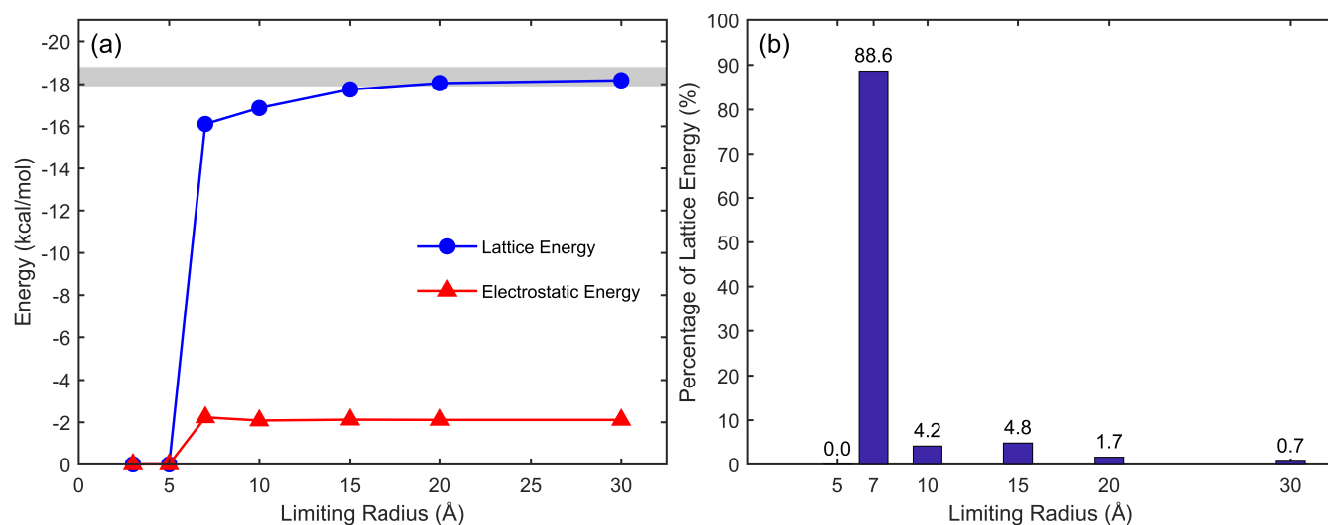 (a)
Energy (kcal/mol)
-20
-18
-16
-14
-12
-10
-8
-6
-4
-2
0
Lattice Energy
Electrostatic Energy
0 5 10 15 20 25 30
Limiting Radius (Å)
(b)
Percentage of Lattice Energy (%)
100
90
80
70
60
50
40
30
20
10
0
0.0 88.6 4.2 4.8 1.7 0.7
5 7 10 15 20 30
Limiting Radius (Å)